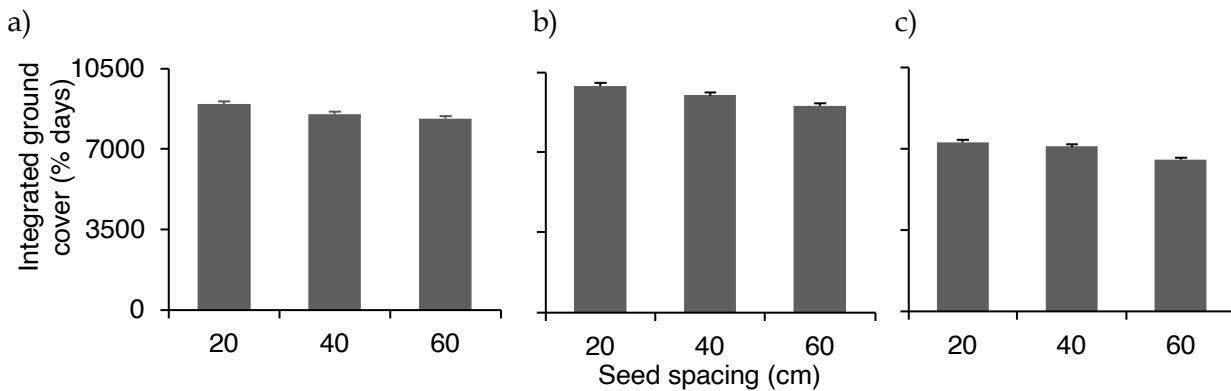 a)
b)
c)
Integrated ground
cover (% days)
10500
7000
3500
0
20 40 60
20 40 60
20 40 60
Seed spacing (cm)